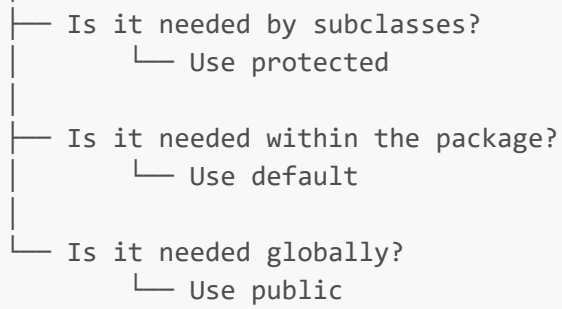 ├── Is it needed by subclasses?
│       └── Use protected
│
├── Is it needed within the package?
│       └── Use default
│
└── Is it needed globally?
        └── Use public